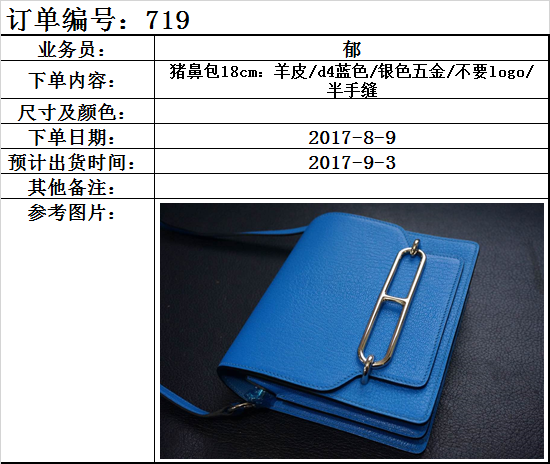 订单编号：719
业务员： 郁
下单内容： 猪鼻包18cm：羊皮/d4蓝色/银色五金/不要logo/
半手缝
尺寸及颜色：
下单日期： 2017-8-9
预计出货时间： 2017-9-3
其他备注：
参考图片：